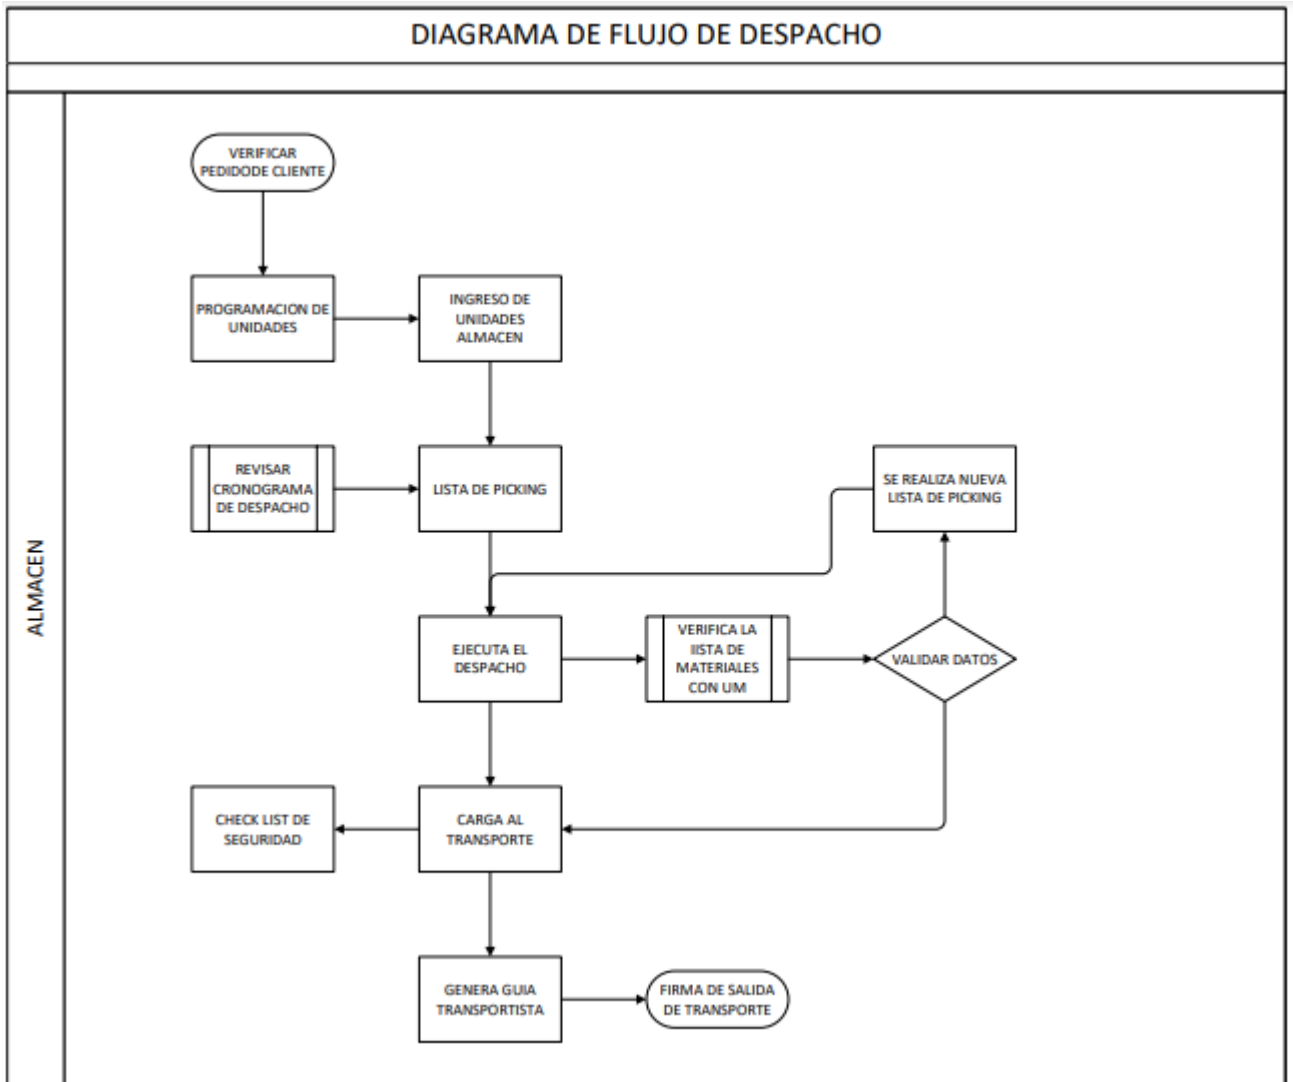 DIAGRAMA DE FLUJO DE DESPACHO
ALMACEN
VERIFICAR
PEDIDODE CLIENTE
PROGRAMACION DE
UNIDADES
INGRESO DE
UNIDADES
ALMACEN
REVISAR
CRONOGRAMA
DE DESPACHO
LISTA DE PICKING
SE REALIZA NUEVA
LISTA DE PICKING
EJECUTA EL
DESPACHO
VERIFICA LA
lISTA DE
MATERIALES
CON UM
VALIDAR DATOS
CHECK LIST DE
SEGURIDAD
CARGA AL
TRANSPORTE
GENERA GUIA
TRANSPORTISTA
FIRMA DE SALIDA
DE TRANSPORTE